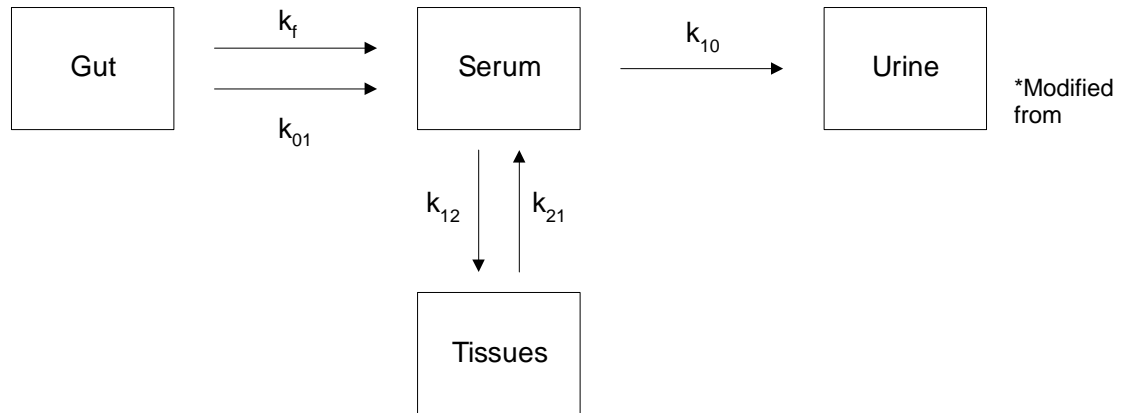 k_f
Gut
Serum
k_10
Urine
*Modified
from
k_01
k_12
k_21
Tissues